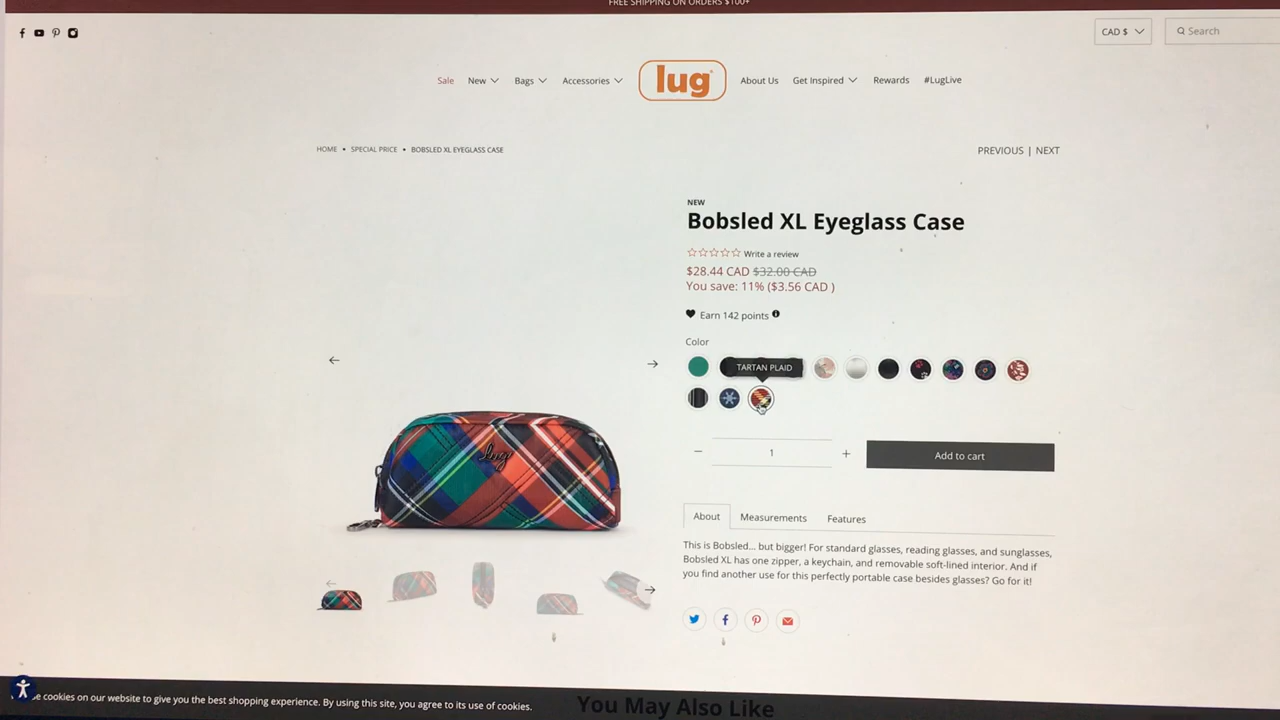 FREE SHIPPING ON ORDERS $100+
CAD $
Search
Sale New Bags Accessories lug About Us Get Inspired Rewards #LugLive
HOME • SPECIAL PRICE • BOBSLED XL EYEGLASS CASE
PREVIOUS | NEXT
NEW
Bobsled XL Eyeglass Case
Write a review
$28.44 CAD $32.00 CAD
You save: 11% ($3.56 CAD )
Earn 142 points
Color
TARTAN PLAID
Lug
− 1 +
Add to cart
About Measurements Features
This is Bobsled... but bigger! For standard glasses, reading glasses, and sunglasses,
Bobsled XL has one zipper, a keychain, and removable soft-lined interior. And if
you find another use for this perfectly portable case besides glasses? Go for it!
cookies on our website to give you the best shopping experience. By using this site, you agree to its use of cookies.
You May Also Like